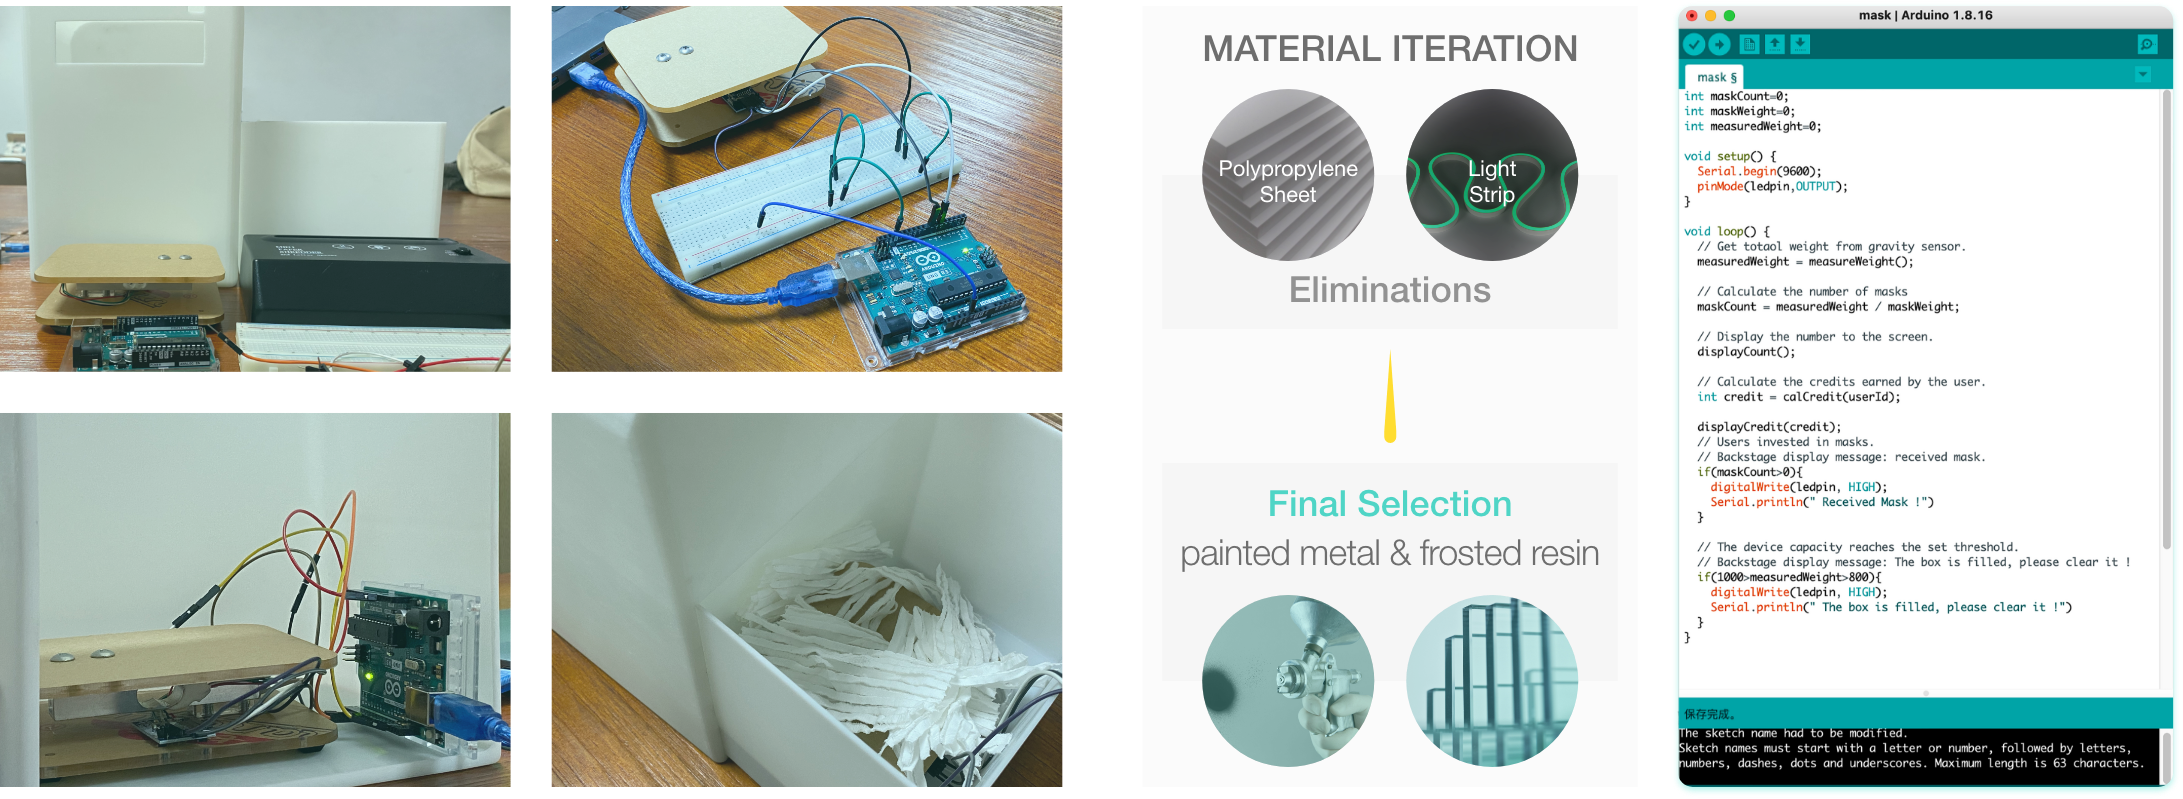 MATERIAL ITERATION
Polypropylene
Sheet
Light
Strip
Eliminations
Final Selection
painted metal & frosted resin
mask | Arduino 1.8.16
mask §
int maskCount=0;
int maskWeight=0;
int measuredWeight=0;
void setup() {
Serial.begin(9600);
pinMode(ledpin,OUTPUT);
}
void loop() {
// Get totaol weight from gravity sensor.
measuredWeight = measureWeight();
// Calculate the number of masks
maskCount = measuredWeight / maskWeight;
// Display the number to the screen.
displayCount();
// Calculate the credits earned by the user.
int credit = calCredit(userId);
displayCredit(credit);
// Users invested in masks.
// Backstage display message: received mask.
if(maskCount>0){
digitalWrite(ledpin, HIGH);
Serial.println(" Received Mask !")
}
// The device capacity reaches the set threshold.
// Backstage display message: The box is filled, please clear it !
if(1000>measuredWeight>800){
digitalWrite(ledpin, HIGH);
Serial.println(" The box is filled, please clear it !")
}
}
保存完成。
The sketch name had to be modified.
Sketch names must start with a letter or number, followed by letters,
numbers, dashes, dots and underscores. Maximum length is 63 characters.